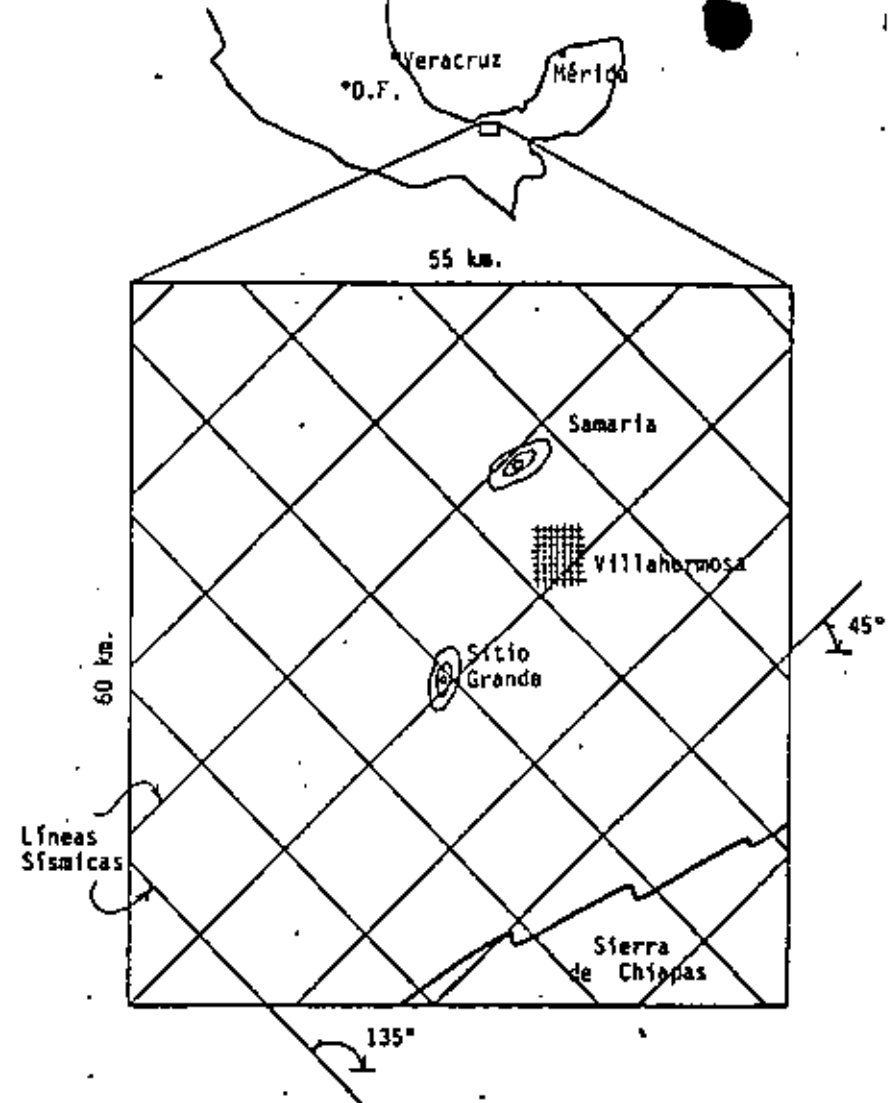 Veracruz
Mérida
*D.F.
55 km.
Samaria
Villahermosa
45°
Sitio
Grande
60 km.
Líneas
Sísmicas
Sierra
de Chiapas
135°